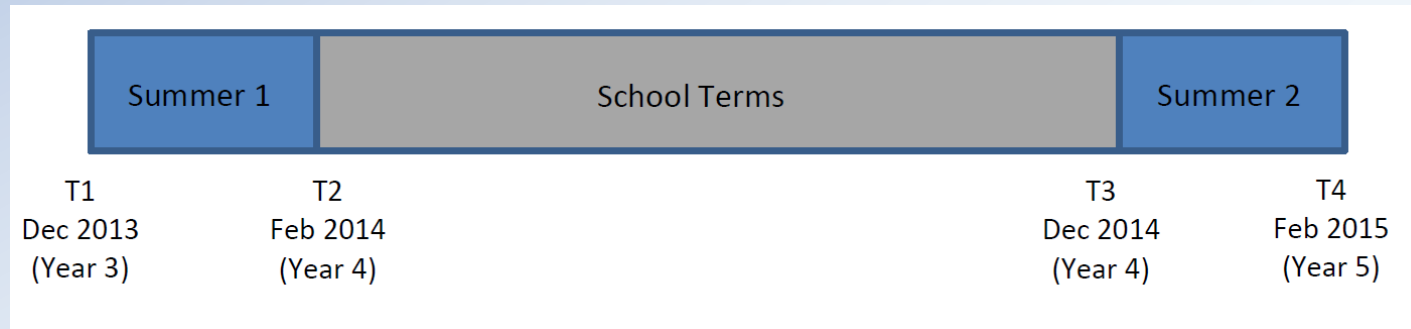 Summer 1
School Terms
Summer 2
T1
Dec 2013
(Year 3)
T2
Feb 2014
(Year 4)
T3
Dec 2014
(Year 4)
T4
Feb 2015
(Year 5)